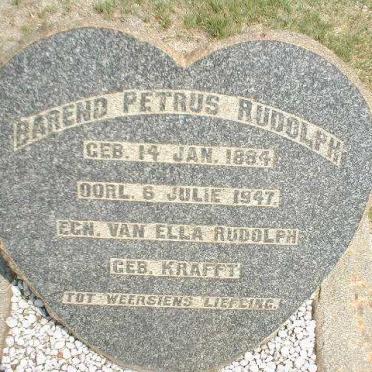 BAREND PETRUS RUDOLPH
GEB. 14 JAN. 1884
OORL. 6 JULIE 1947.
EGN. VAN ELLA RUDOLPH
GEB. KRAFFT
TOT WEERSIENS LIEFLING.